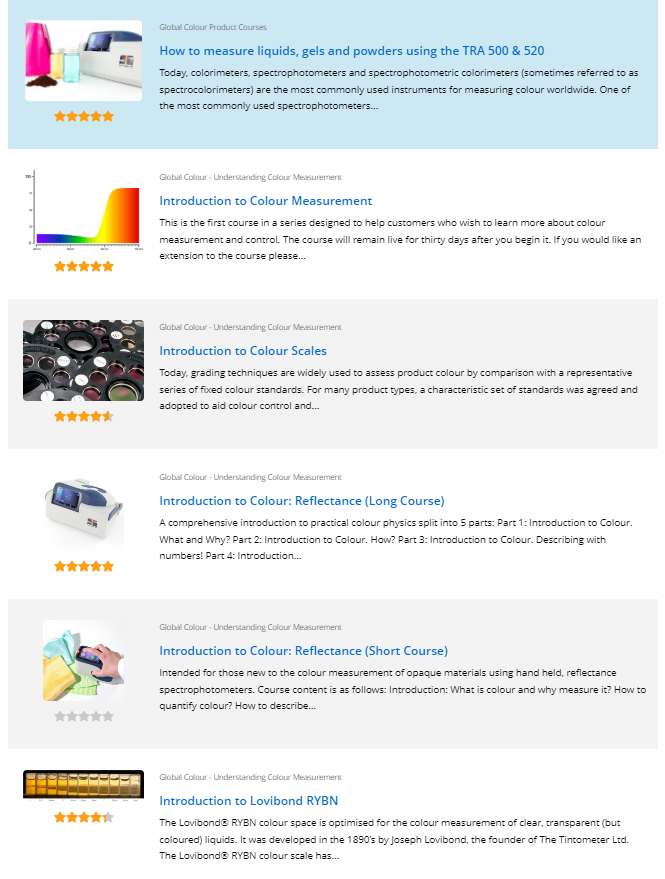 Global Colour Product Courses
How to measure liquids, gels and powders using the TRA 500 & 520
Today, colorimeters, spectrophotometers and spectrophotometric colorimeters (sometimes referred to as
spectrocolorimeters) are the most commonly used instruments for measuring colour worldwide. One of
the most commonly used spectrophotometers...
Global Colour - Understanding Colour Measurement
Introduction to Colour Measurement
This is the first course in a series designed to help customers who wish to learn more about colour
measurement and control. The course will remain live for thirty days after you begin it. If you would like an
extension to the course please...
Global Colour - Understanding Colour Measurement
Introduction to Colour Scales
Today, grading techniques are widely used to assess product colour by comparison with a representative
series of fixed colour standards. For many product types, a characteristic set of standards was agreed and
adopted to aid colour control and...
Global Colour - Understanding Colour Measurement
Introduction to Colour: Reflectance (Long Course)
A comprehensive introduction to practical colour physics split into 5 parts: Part 1: Introduction to Colour.
What and Why? Part 2: Introduction to Colour. How? Part 3: Introduction to Colour. Describing with
numbers! Part 4: Introduction...
Global Colour - Understanding Colour Measurement
Introduction to Colour: Reflectance (Short Course)
Intended for those new to the colour measurement of opaque materials using hand held, reflectance
spectrophotometers. Course content is as follows: Introduction: What is colour and why measure it? How to
quantify colour? How to describe...
Global Colour - Understanding Colour Measurement
Introduction to Lovibond RYBN
The Lovibond® RYBN colour space is optimised for the colour measurement of clear, transparent (but
coloured) liquids. It was developed in the 1890's by Joseph Lovibond, the founder of The Tintometer Ltd.
The Lovibond® RYBN colour scale has...